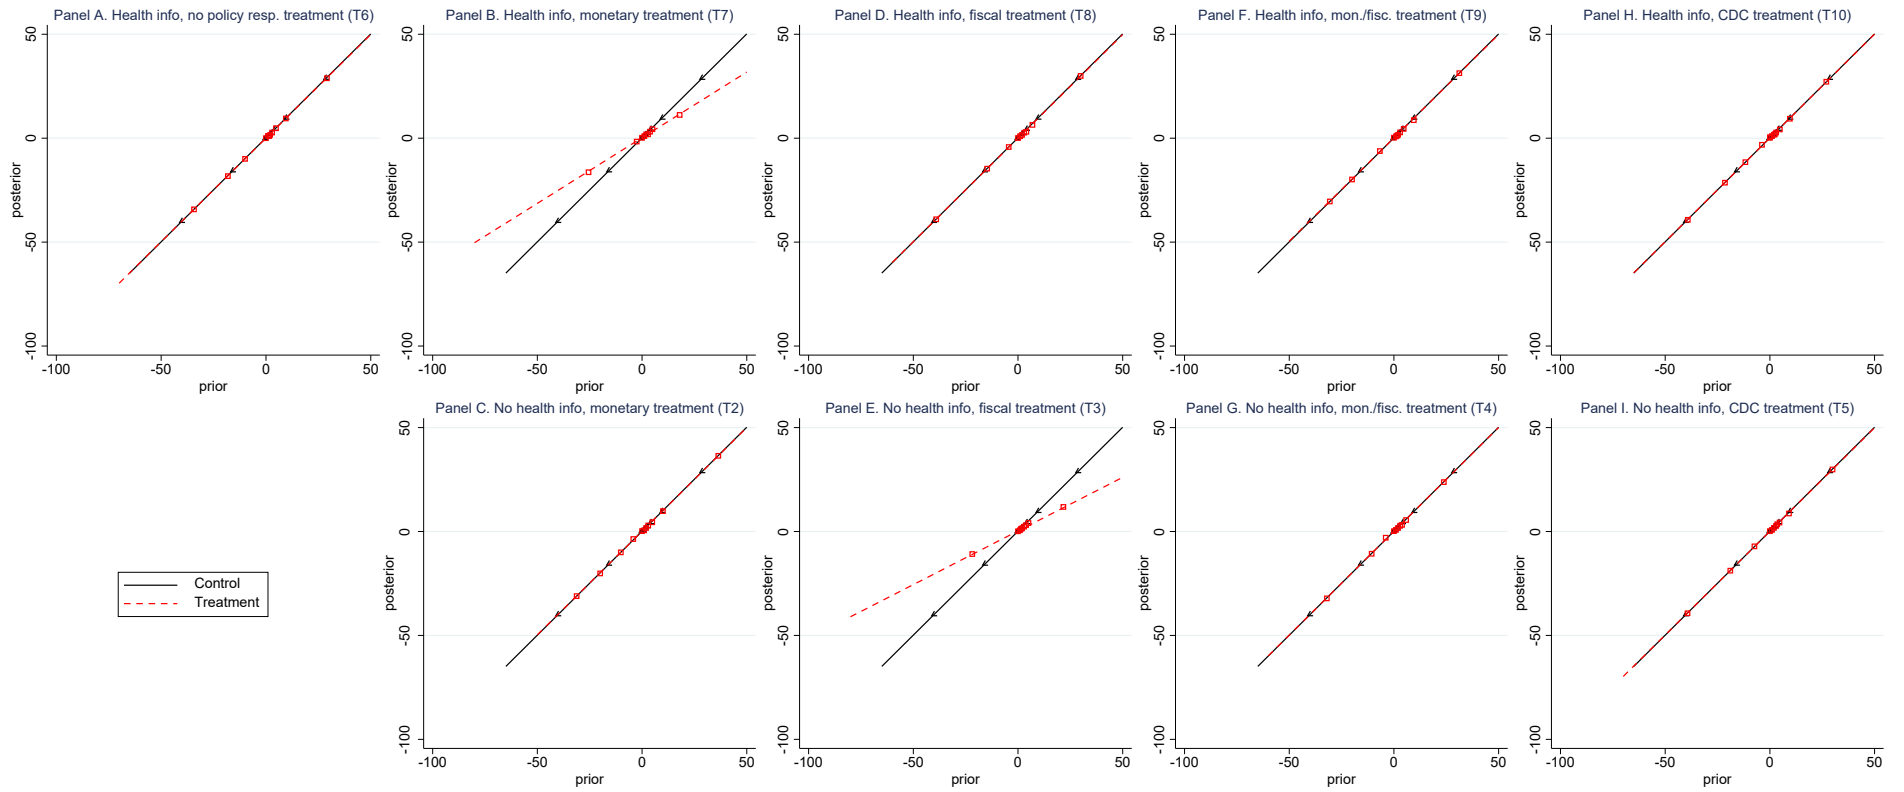 Panel A. Health info, no policy resp. treatment (T6)
50
0
-50
-100
posterior
-100 -50 0 50
prior
Panel B. Health info, monetary treatment (T7)
50
0
-50
-100
posterior
-100 -50 0 50
prior
Panel D. Health info, fiscal treatment (T8)
50
0
-50
-100
posterior
-100 -50 0 50
prior
Panel F. Health info, mon./fisc. treatment (T9)
50
0
-50
-100
posterior
-100 -50 0 50
prior
Panel H. Health info, CDC treatment (T10)
50
0
-50
-100
posterior
-100 -50 0 50
prior
Control
Treatment
Panel C. No health info, monetary treatment (T2)
50
0
-50
-100
posterior
-100 -50 0 50
prior
Panel E. No health info, fiscal treatment (T3)
50
0
-50
-100
posterior
-100 -50 0 50
prior
Panel G. No health info, mon./fisc. treatment (T4)
50
0
-50
-100
posterior
-100 -50 0 50
prior
Panel I. No health info, CDC treatment (T5)
50
0
-50
-100
posterior
-100 -50 0 50
prior